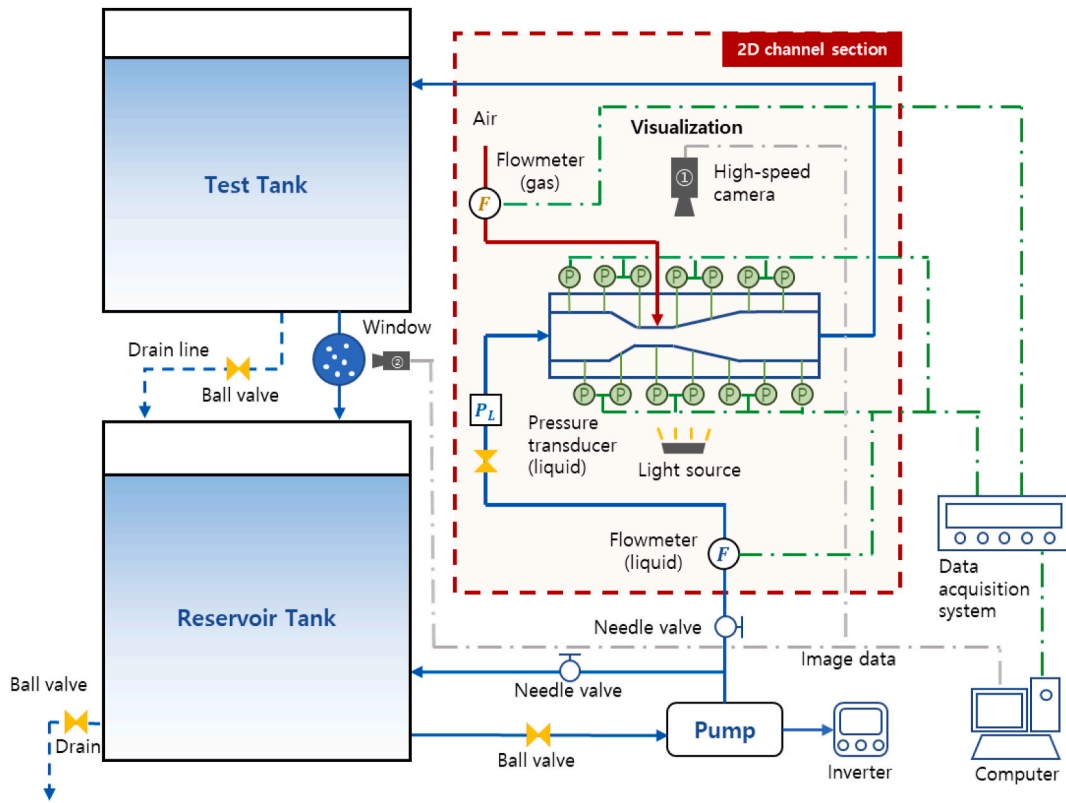 2D channel section
Air
Visualization
Flowmeter
(gas)
①
High-speed
camera
F
Test Tank
P P P P P P P
Window
②
Drain line
Ball valve
P P P P P P P
P_L
Pressure
transducer
(liquid)
Light source
Flowmeter
(liquid)
F
Data
acquisition
system
Reservoir Tank
Needle valve
Image data
Needle valve
Ball valve
Drain
Pump
Ball valve
Inverter
Computer